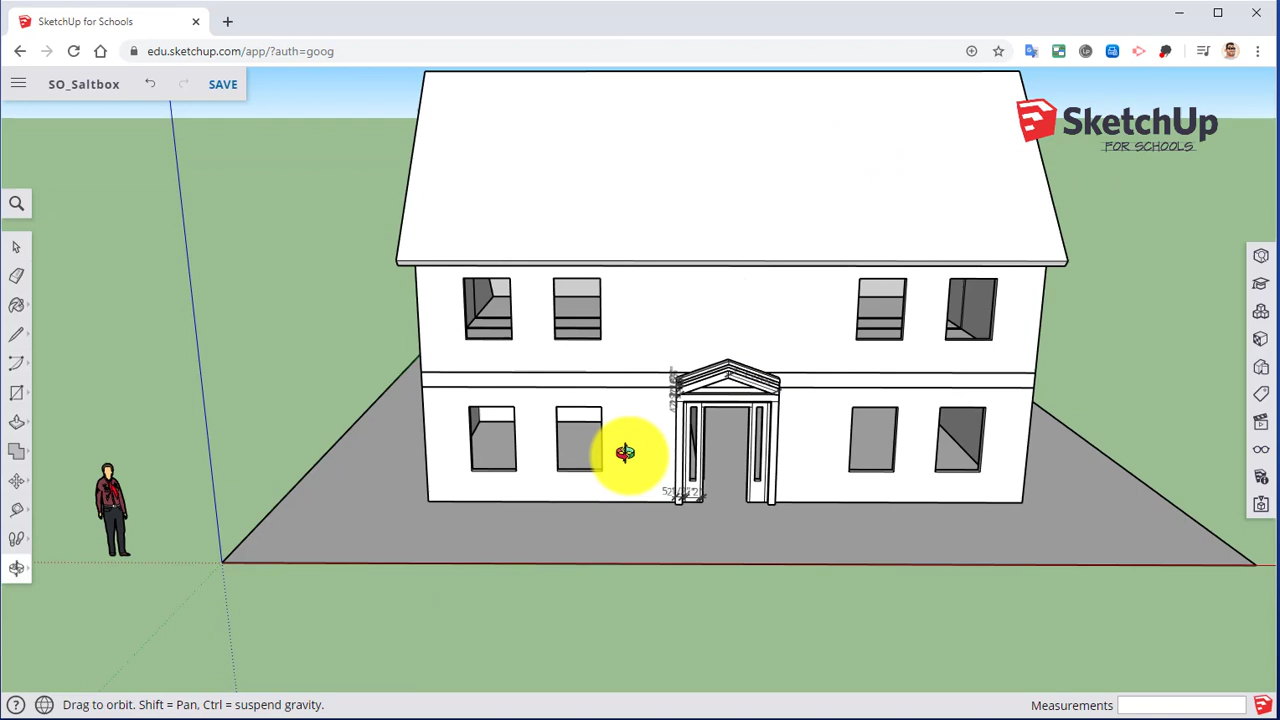 SketchUp for Schools
edu.sketchup.com/app/?auth=goog
SO_Saltbox
SAVE
SketchUp
FOR SCHOOLS
Drag to orbit. Shift = Pan, Ctrl = suspend gravity.
Measurements